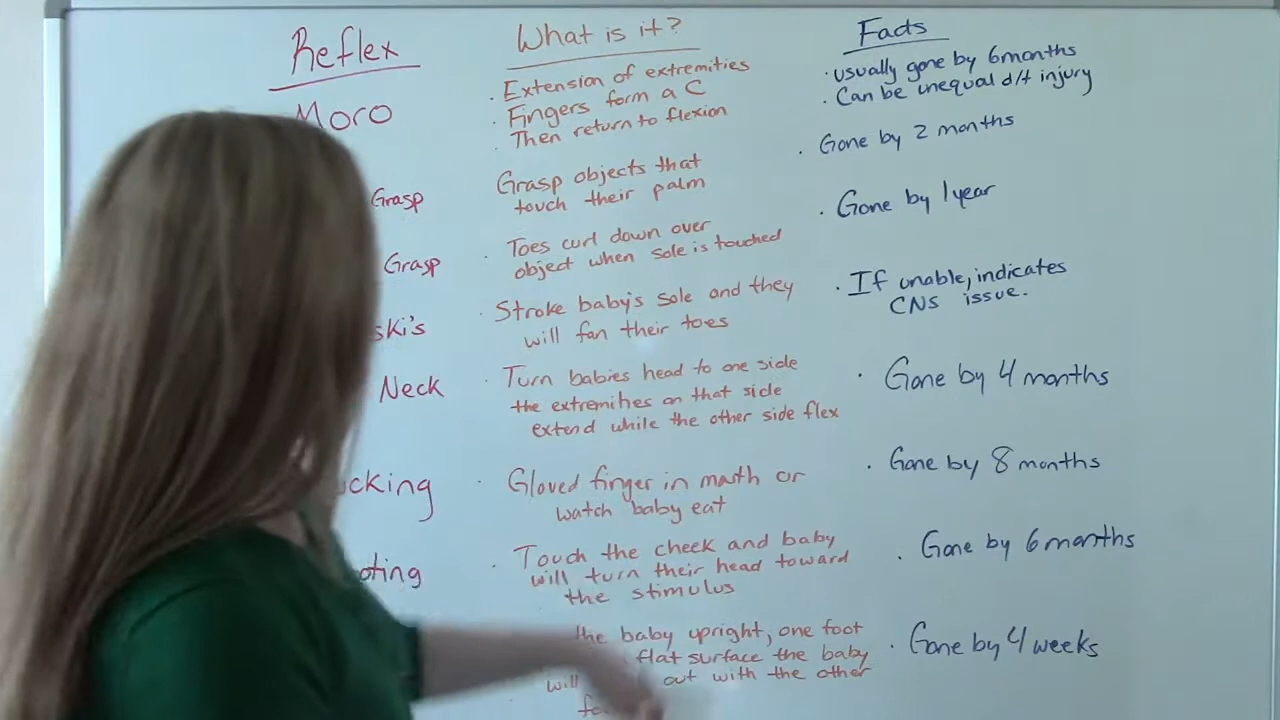 Reflex
What is it?
Facts
Moro
· Extension of extremities
· Fingers form a C
· Then return to flexion
· usually gone by 6 months
· Can be unequal d/t injury
Grasp
Grasp objects that
touch their palm
· Gone by 2 months
Grasp
· Toes curl down over
object when sole is touched
· Gone by 1 year
ski's
Stroke baby's sole and they
will fan their toes
· If unable, indicates
CNS issue.
Neck
· Turn babies head to one side
the extremities on that side
extend while the other side flex
· Gone by 4 months
cking
· Gloved finger in mouth or
watch baby eat
· Gone by 8 months
oting
· Touch the cheek and baby
will turn their head toward
the stimulus
· Gone by 6 months
the baby upright, one foot
flat surface the baby
will out with the other
· Gone by 4 weeks